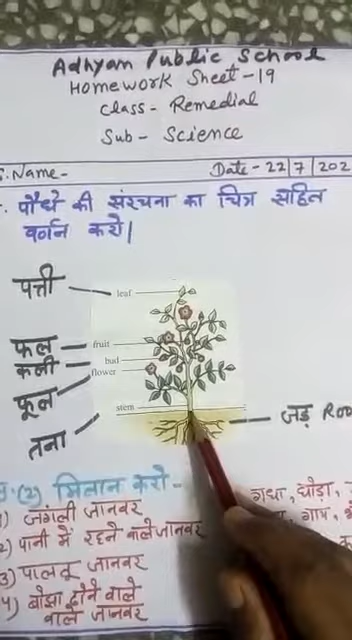 Adhyam Public School
Homework Sheet-19
Class - Remedial
Sub - Science
S.Name-
Date - 22/7/202
पौधे की संरचना का चित्र सहित
वर्णन करो|
पत्ती
leaf
फल
fruit
कली
bud
फूल
flower
तना
stem
जड़
(2) मिलान करो -
1) जंगली जानवर
गधा, घोड़ा,
2) पानी में रहने वाले जानवर
गाय,
3) पालतू जानवर
4) बोझा ढोने वाले
वाले जानवर